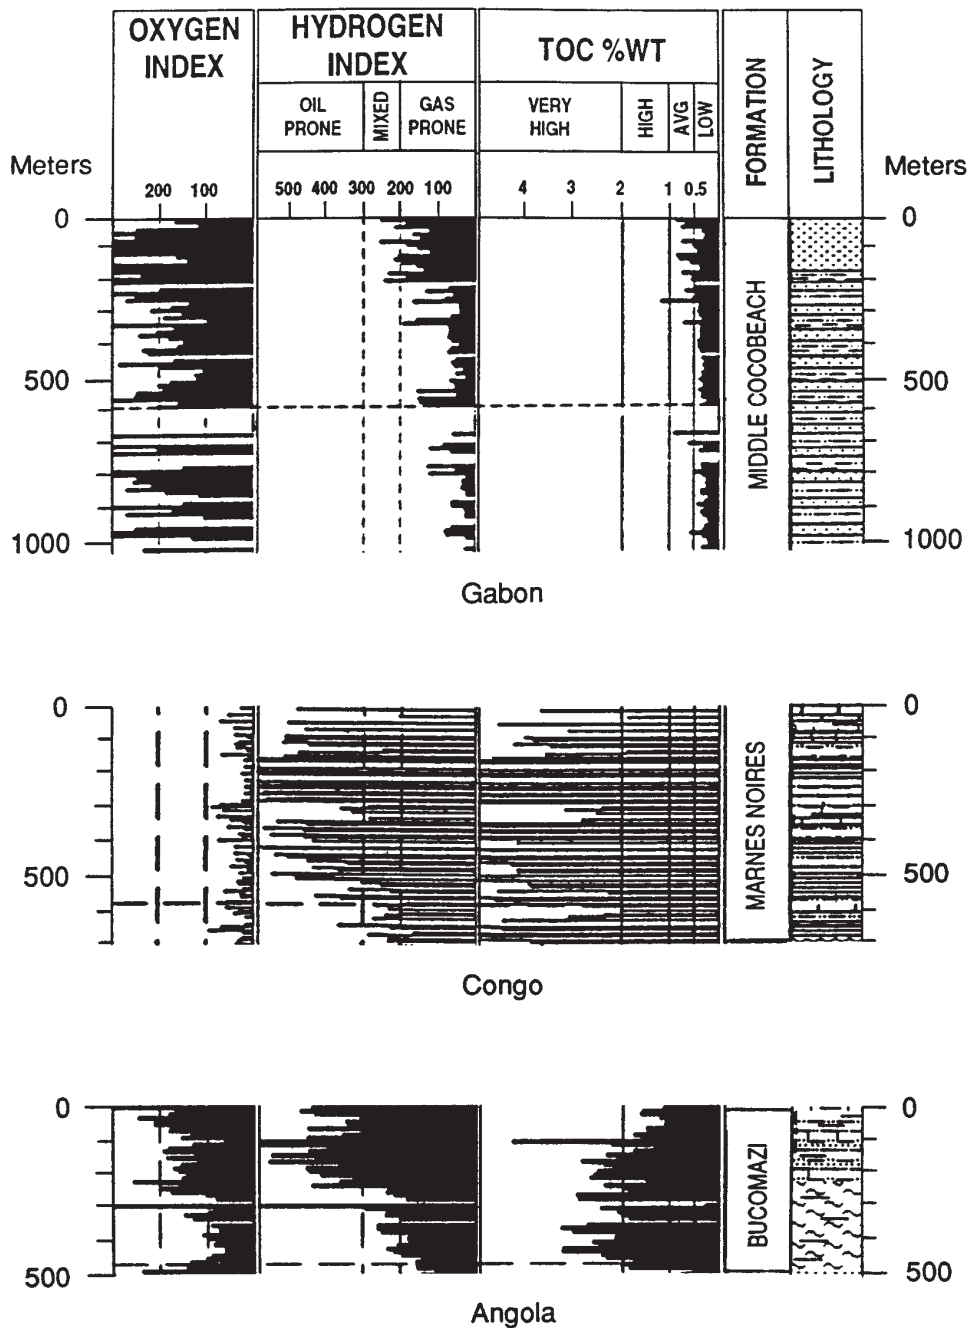 OXYGEN
INDEX
HYDROGEN
INDEX
TOC %WT
FORMATION
LITHOLOGY
OIL
PRONE
MIXED
GAS
PRONE
VERY
HIGH
HIGH
AVG
LOW
Meters
Meters
200 100
500 400 300 200 100
4 3 2 1 0.5
0
0
500
500
1000
1000
MIDDLE COCOBEACH
Gabon
0
0
500
500
MARNES NOIRES
Congo
0
0
500
500
BUCOMAZI
Angola